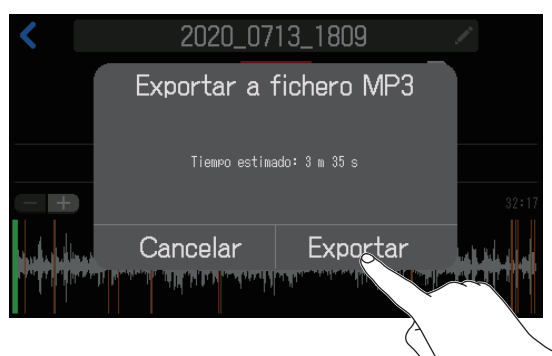 2020_0713_1809
Exportar a fichero MP3
Tiempo estimado: 3 m 35 s
− +
32:17
Cancelar
Exportar